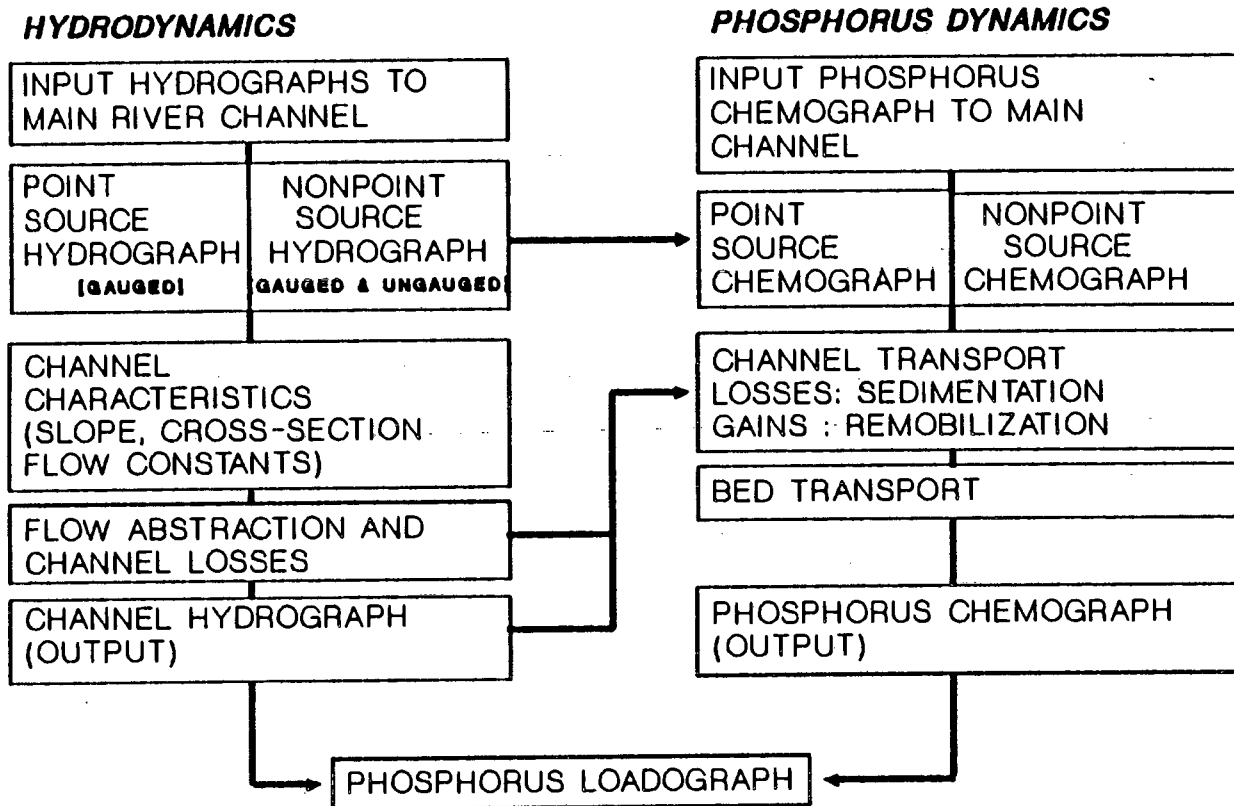 HYDRODYNAMICS
INPUT HYDROGRAPHS TO
MAIN RIVER CHANNEL
POINT
SOURCE
HYDROGRAPH
[GAUGED]
NONPOINT
SOURCE
HYDROGRAPH
[GAUGED & UNGAUGED]
CHANNEL
CHARACTERISTICS
(SLOPE, CROSS-SECTION
FLOW CONSTANTS)
FLOW ABSTRACTION AND
CHANNEL LOSSES
CHANNEL HYDROGRAPH
(OUTPUT)
PHOSPHORUS DYNAMICS
INPUT PHOSPHORUS
CHEMOGRAPH TO MAIN
CHANNEL
POINT
SOURCE
CHEMOGRAPH
NONPOINT
SOURCE
CHEMOGRAPH
CHANNEL TRANSPORT
LOSSES: SEDIMENTATION
GAINS : REMOBILIZATION
BED TRANSPORT
PHOSPHORUS CHEMOGRAPH
(OUTPUT)
PHOSPHORUS LOADOGRAPH